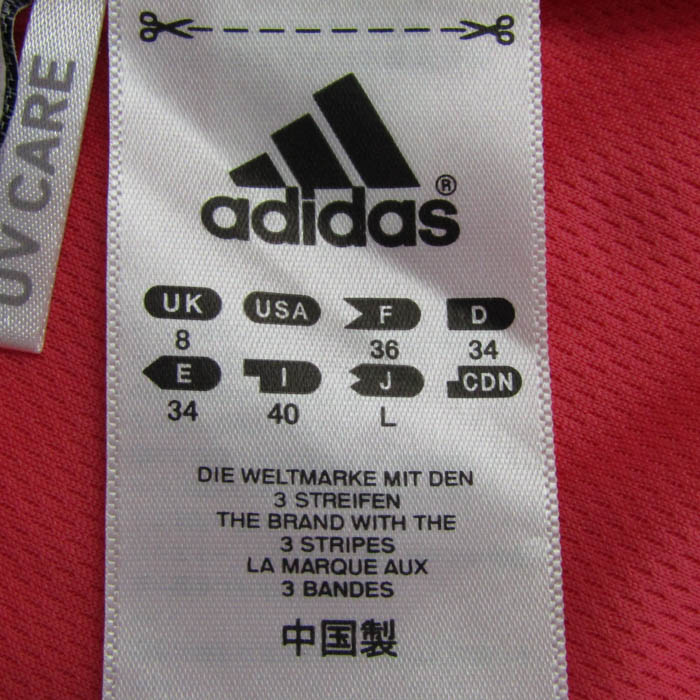 UV CARE
adidas®
UK USA F D
8 36 34
E I J CDN
34 40 L
DIE WELTMARKE MIT DEN
3 STREIFEN
THE BRAND WITH THE
3 STRIPES
LA MARQUE AUX
3 BANDES
中国製